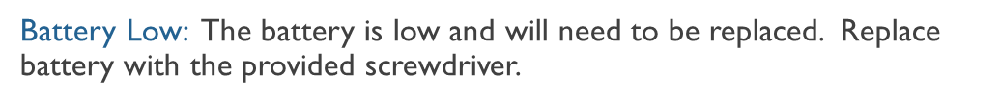 Battery Low: The battery is low and will need to be replaced. Replace
battery with the provided screwdriver.